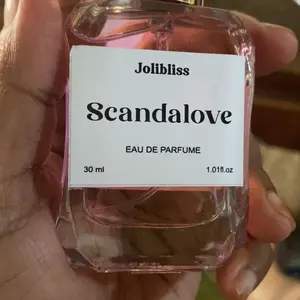 Jolibliss
Scandalove
EAU DE PARFUME
30 ml 1.01fl.oz